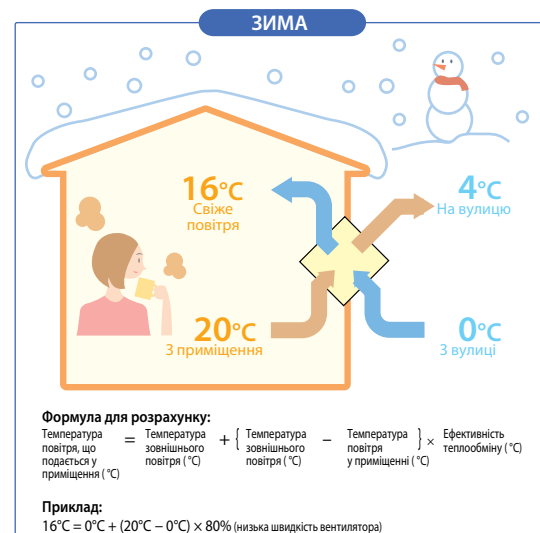 ЗИМА
16°C
Свіже
повітря
4°C
На вулицю
20°C
З приміщення
0°C
З вулиці
Формула для розрахунку:
Температура
повітря, що
подається у
приміщення (°C)
=
Температура
зовнішнього
повітря (°C)
+ {
Температура
зовнішнього
повітря (°C)
−
Температура
повітря
у приміщенні (°C)
} ×
Ефективність
теплообміну (°C)
Приклад:
16°C = 0°C + (20°C − 0°C) × 80% (низька швидкість вентилятора)